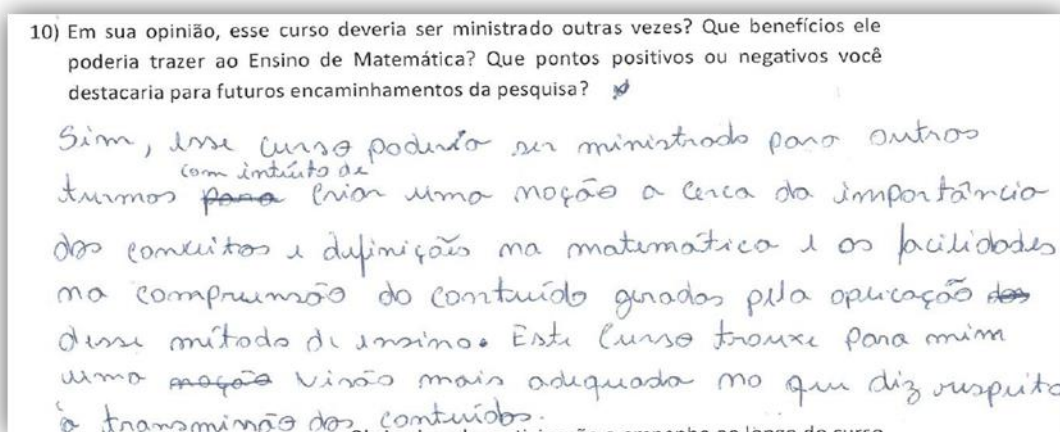 10) Em sua opinião, esse curso deveria ser ministrado outras vezes? Que benefícios ele
poderia trazer ao Ensino de Matemática? Que pontos positivos ou negativos você
destacaria para futuros encaminhamentos da pesquisa?
Sim, esse curso poderia ser ministrado para outras
com intúito de
turmas para criar uma noção a cerca da importância
dos conceitos e definições na matemática e as facilidades
na compreensão do conteúdo geradas pela aplicação dos
desse método de ensino. Este curso trouxe para mim
uma noção visão mais adequada no que diz respeito
à transmissão dos conteúdos.